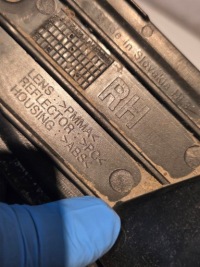 Made in Slovakia
RH
LENS : >PMMA<
REFLECTOR : >PC<
HOUSING : >ABS<